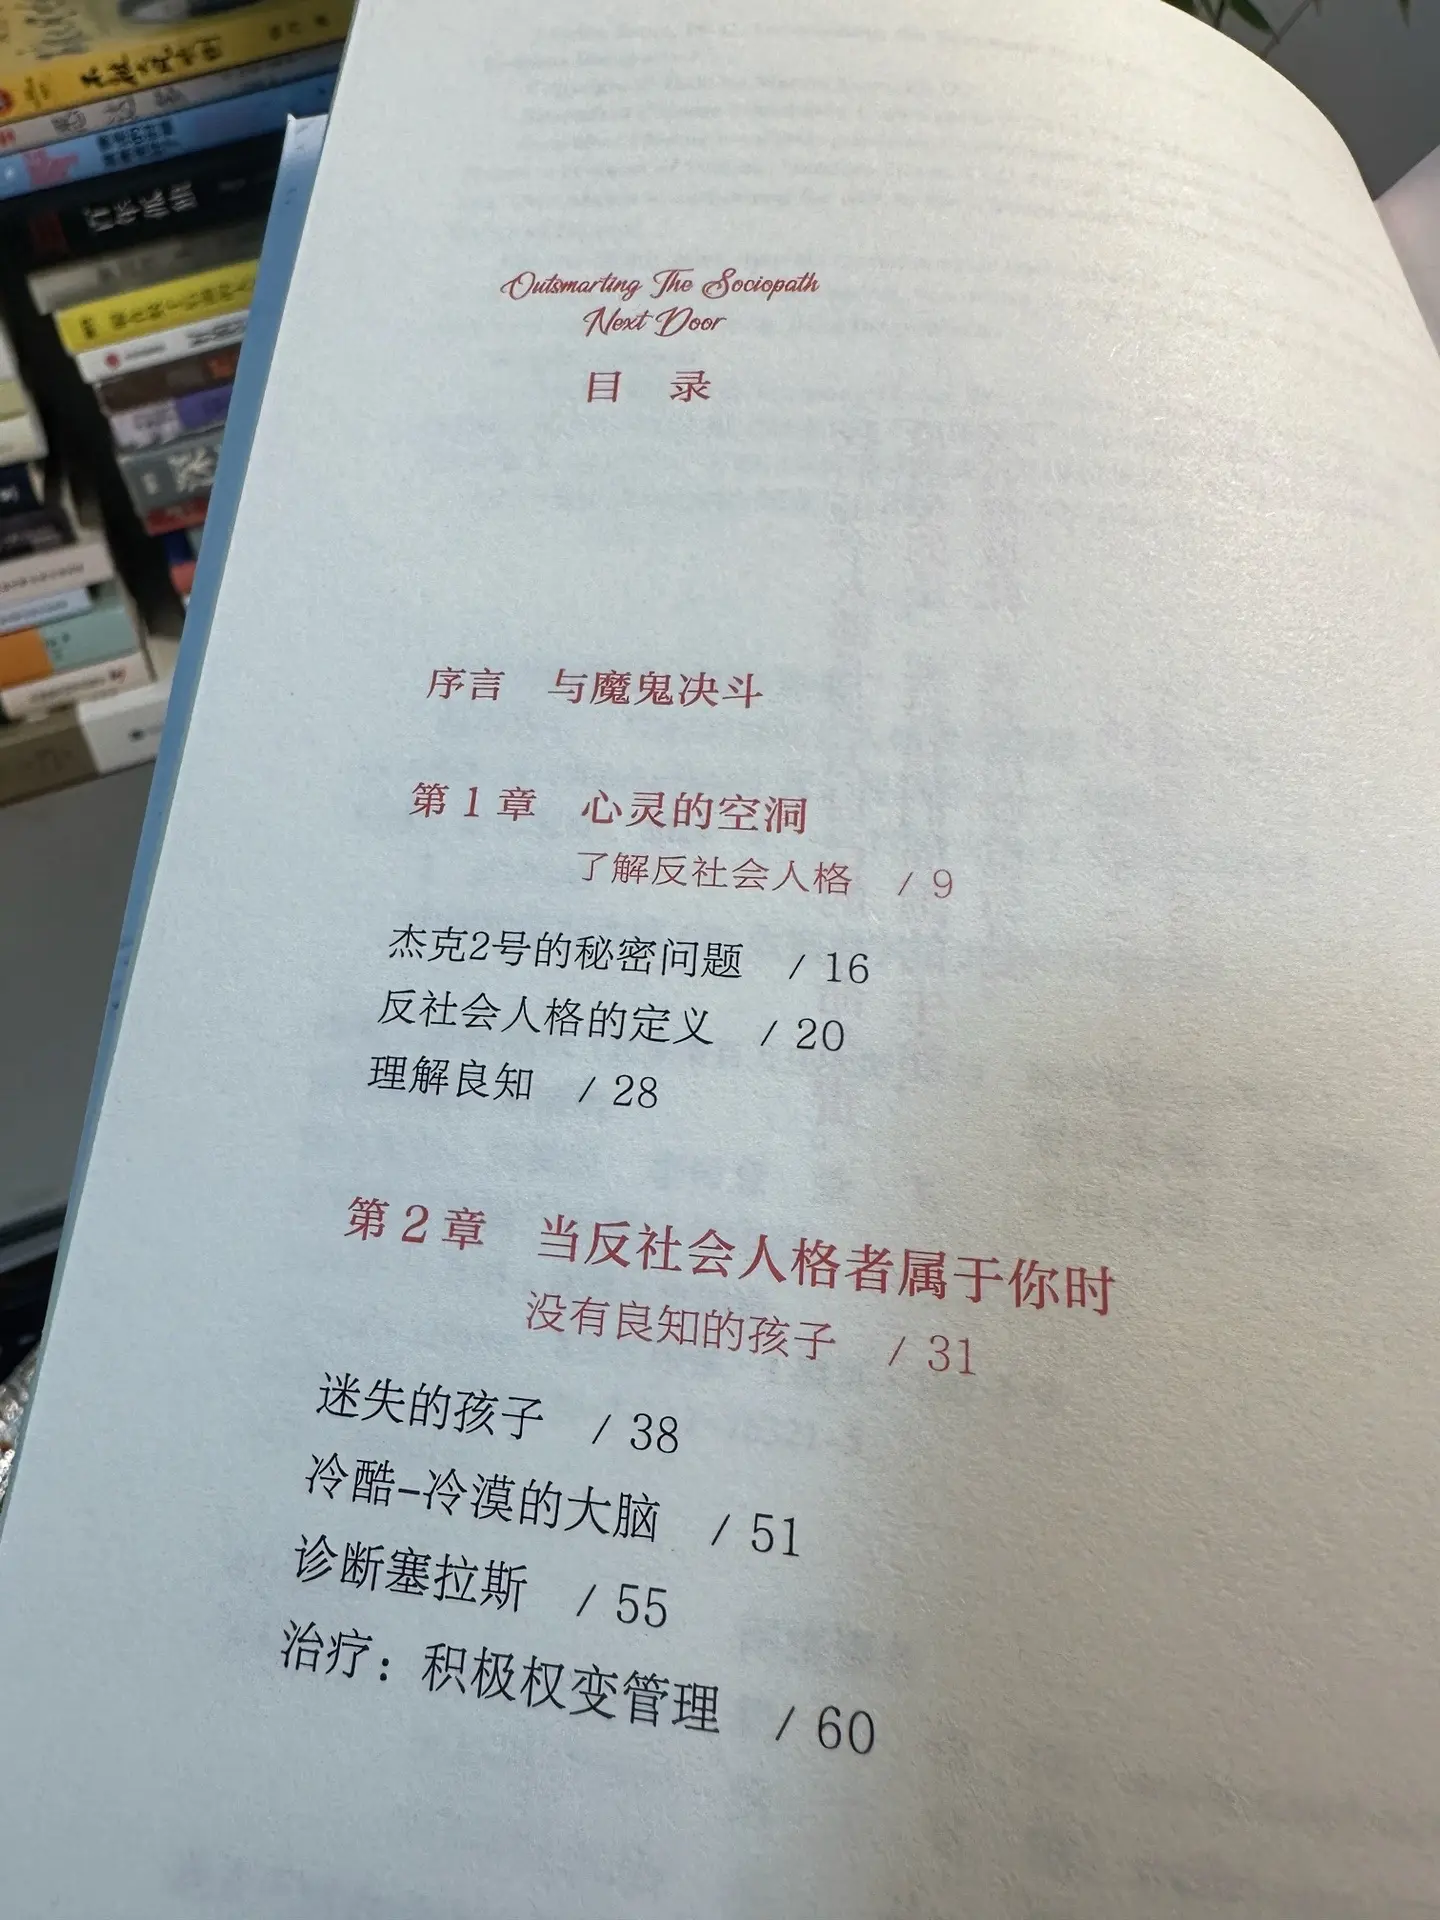 Outsmarting The Sociopath
Next Door
目 录
序言 与魔鬼决斗
第1章 心灵的空洞
了解反社会人格 / 9
杰克2号的秘密问题 / 16
反社会人格的定义 / 20
理解良知 / 28
第2章 当反社会人格者属于你时
没有良知的孩子 / 31
迷失的孩子 / 38
冷酷-冷漠的大脑 / 51
诊断塞拉斯 / 55
治疗：积极权变管理 / 60
百年孤独